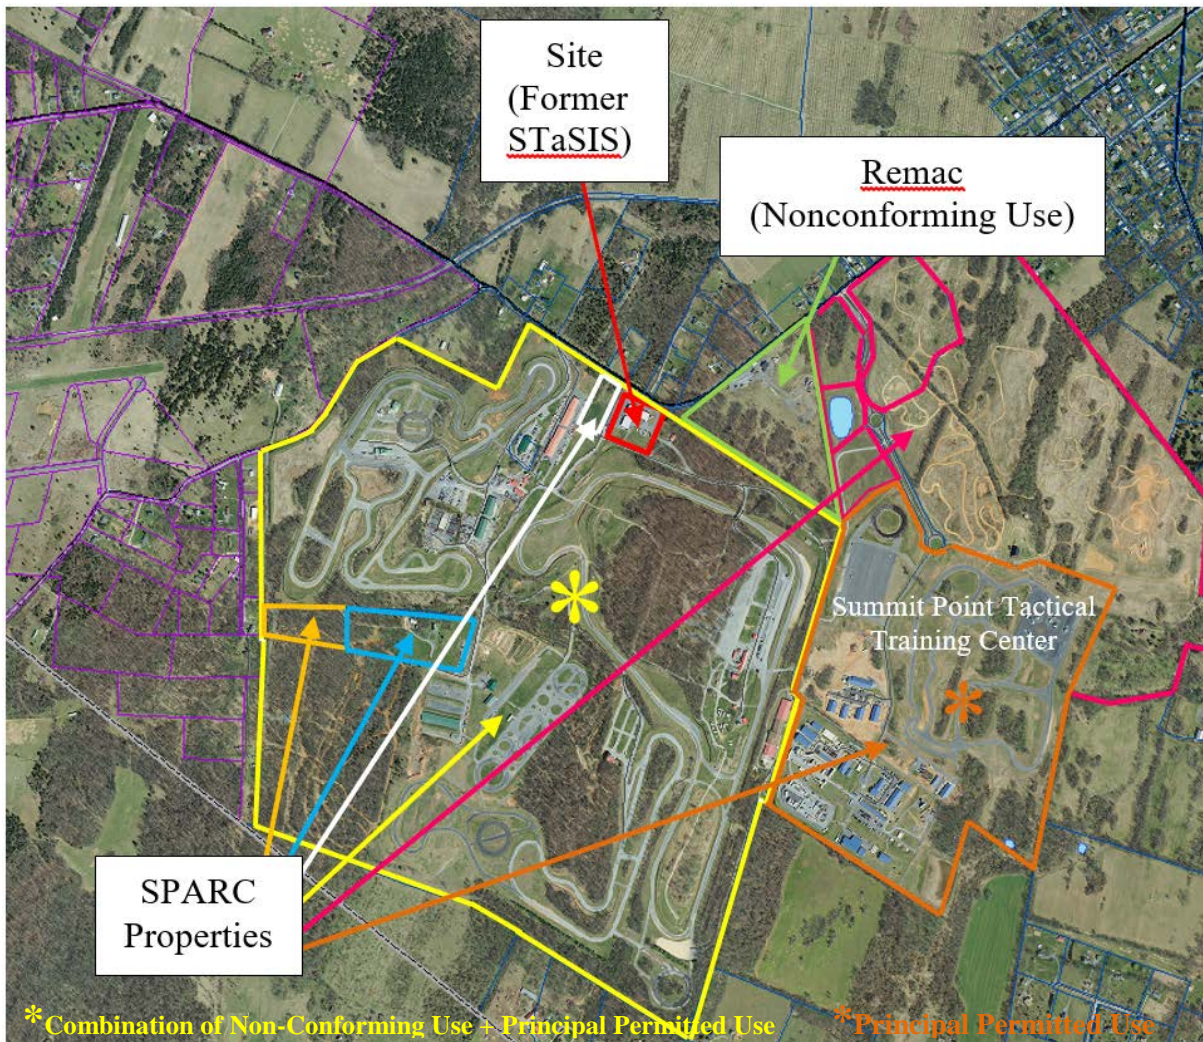 Site
(Former
STaSIS)
Remac
(Nonconforming Use)
Summit Point Tactical
Training Center
*
*
SPARC
Properties
*Combination of Non-Conforming Use + Principal Permitted Use
*Principal Permitted Use